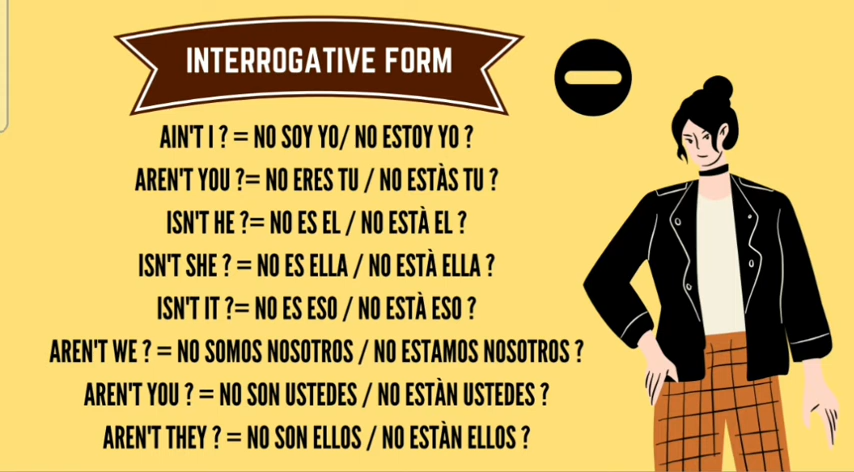 INTERROGATIVE FORM
AIN'T I ? = NO SOY YO/ NO ESTOY YO ?
AREN'T YOU ?= NO ERES TU / NO ESTÀS TU ?
ISN'T HE ?= NO ES EL / NO ESTÀ EL ?
ISN'T SHE ? = NO ES ELLA / NO ESTÀ ELLA ?
ISN'T IT ?= NO ES ESO / NO ESTÀ ESO ?
AREN'T WE ? = NO SOMOS NOSOTROS / NO ESTAMOS NOSOTROS ?
AREN'T YOU ? = NO SON USTEDES / NO ESTÀN USTEDES ?
AREN'T THEY ? = NO SON ELLOS / NO ESTÀN ELLOS ?